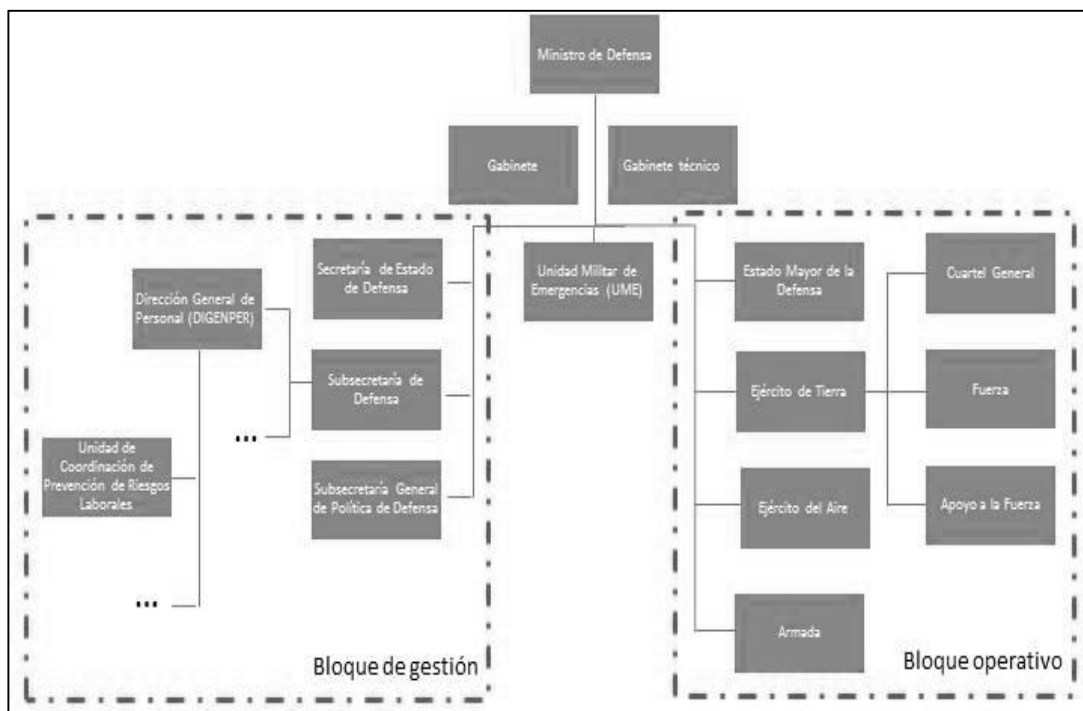 Ministro de Defensa
Gabinete
Gabinete técnico
Secretaría de Estado
de Defensa
Unidad Militar de
Emergencias (UME)
Estado Mayor de la
Defensa
Cuartel General
Dirección General de
Personal (DIGENPER)
Subsecretaría de
Defensa
Ejército de Tierra
Fuerza
...
Unidad de
Coordinación de
Prevención de Riesgos
Laborales
Subsecretaría General
de Política de Defensa
Ejército del Aire
Apoyo a la Fuerza
...
Armada
Bloque de gestión
Bloque operativo